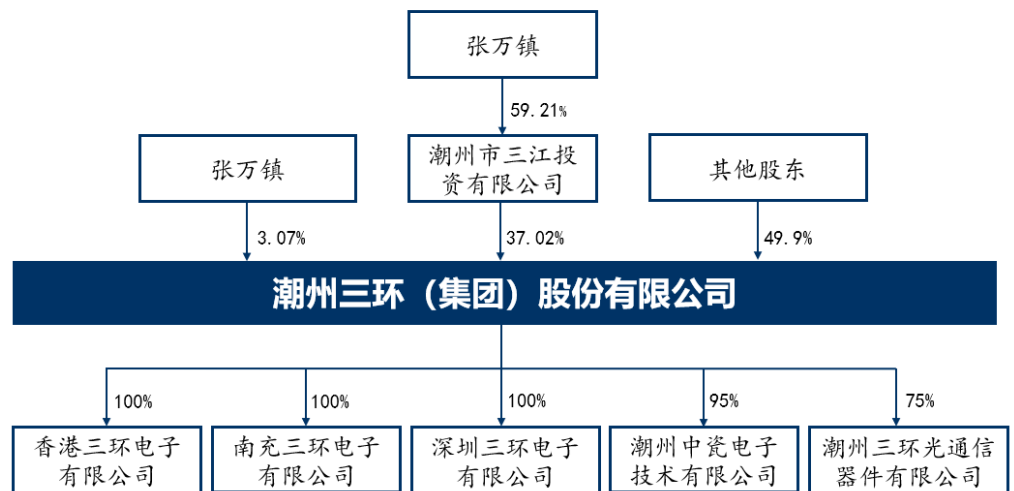 张万镇
59.21%
张万镇
潮州市三江投
资有限公司
其他股东
3.07%
37.02%
49.9%
潮州三环（集团）股份有限公司
100%
100%
100%
95%
75%
香港三环电子
有限公司
南充三环电子
有限公司
深圳三环电子
有限公司
潮州中瓷电子
技术有限公司
潮州三环光通信
器件有限公司